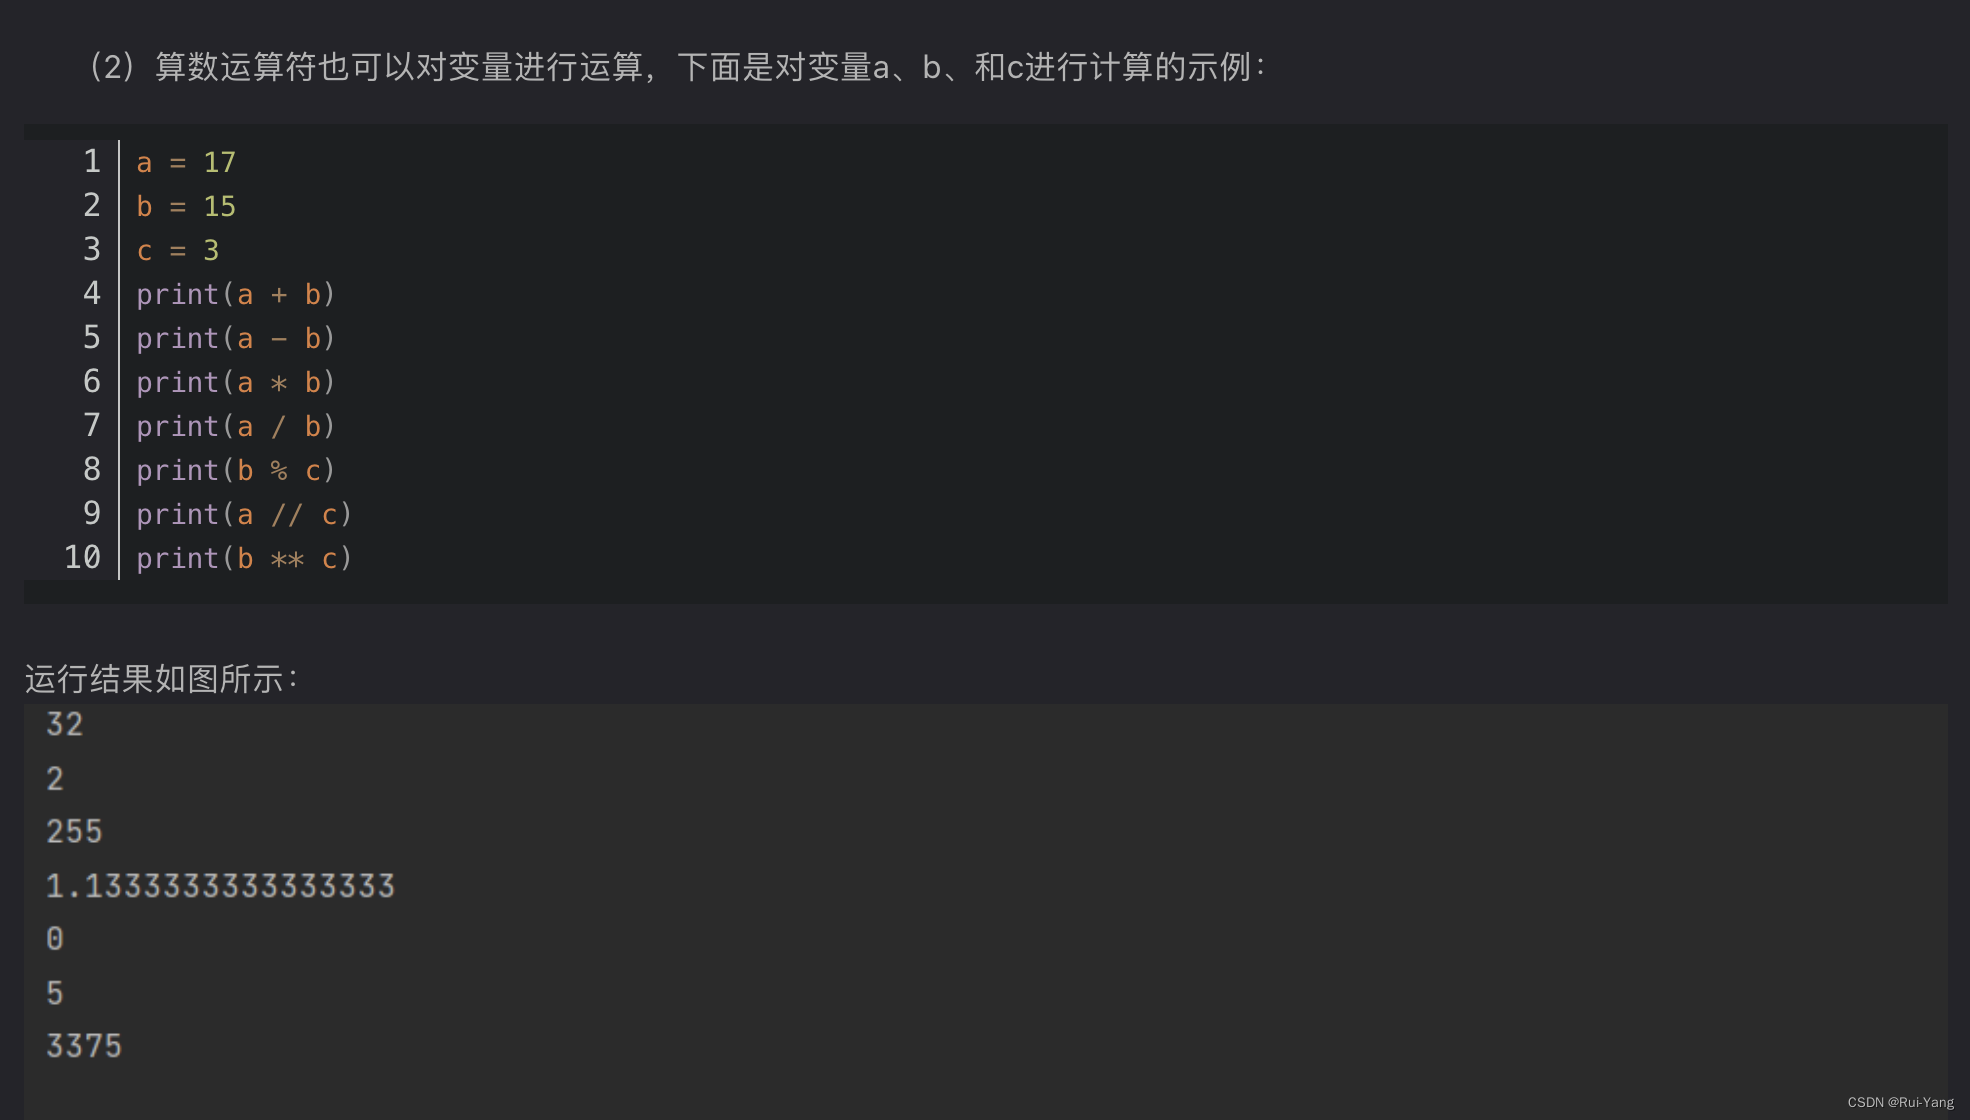 （2）算数运算符也可以对变量进行运算，下面是对变量a、b、和c进行计算的示例：
1 a = 17
2 b = 15
3 c = 3
4 print(a + b)
5 print(a - b)
6 print(a * b)
7 print(a / b)
8 print(b % c)
9 print(a // c)
10 print(b ** c)
运行结果如图所示：
32
2
255
1.1333333333333333
0
5
3375
CSDN @Rui-Yang